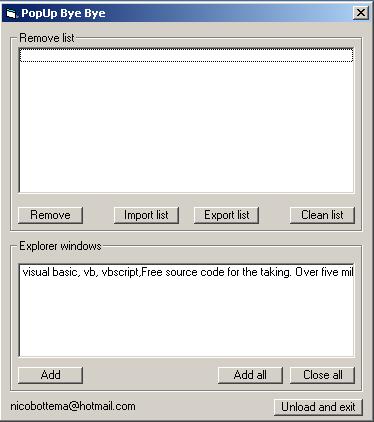 PopUp Bye Bye
Remove list
Remove Import list Export list Clean list
Explorer windows
visual basic, vb, vbscript,Free source code for the taking. Over five mil
Add Add all Close all
nicobottema@hotmail.com Unload and exit